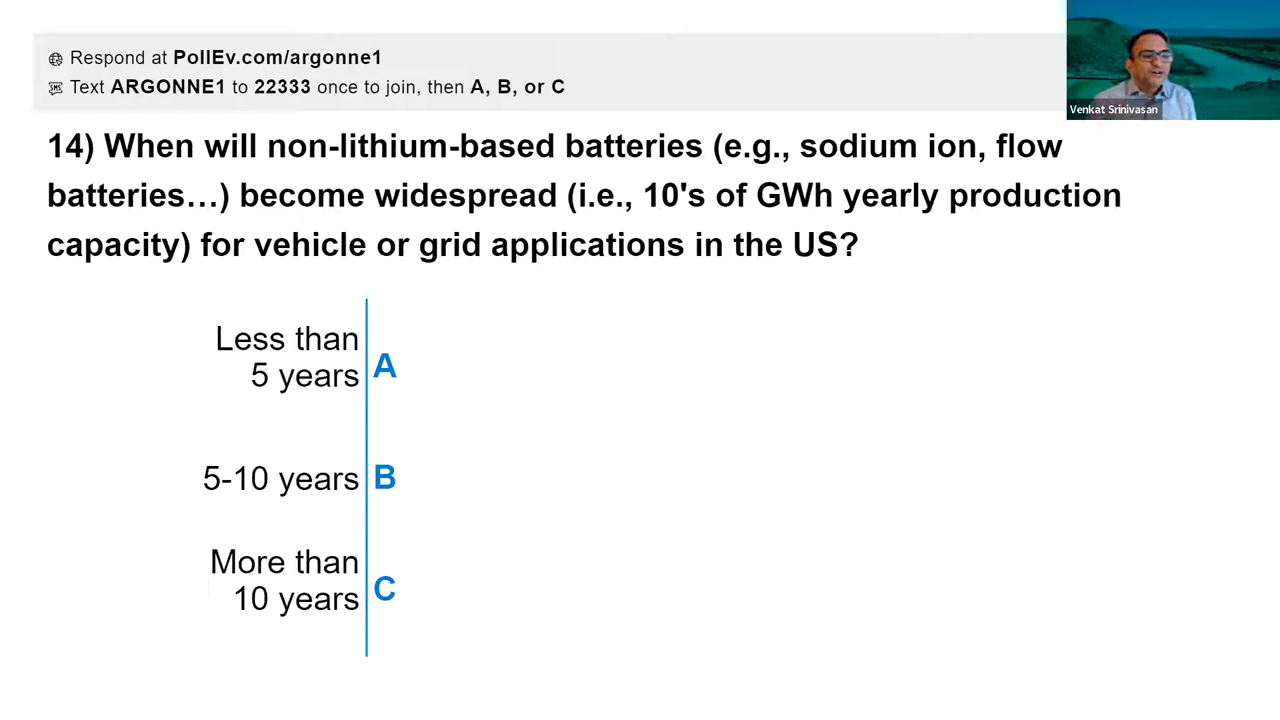 Respond at PollEv.com/argonne1
Text ARGONNE1 to 22333 once to join, then A, B, or C
Venkat Srinivasan
14) When will non-lithium-based batteries (e.g., sodium ion, flow
batteries…) become widespread (i.e., 10's of GWh yearly production
capacity) for vehicle or grid applications in the US?
Less than
5 years
A
5-10 years
B
More than
10 years
C